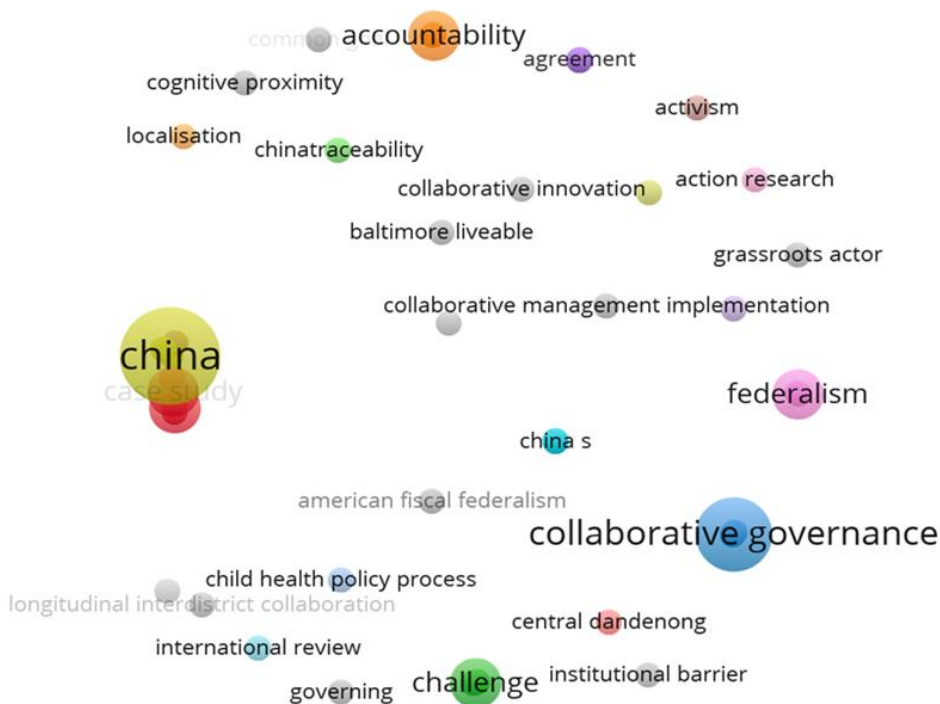 common g
accountability
agreement
cognitive proximity
activism
localisation
chinatraceability
action research
collaborative innovation
baltimore liveable
grassroots actor
collaborative management implementation
china
case study
federalism
china s
american fiscal federalism
collaborative governance
child health policy process
longitudinal interdistrict collaboration
central dandenong
international review
institutional barrier
challenge
governing